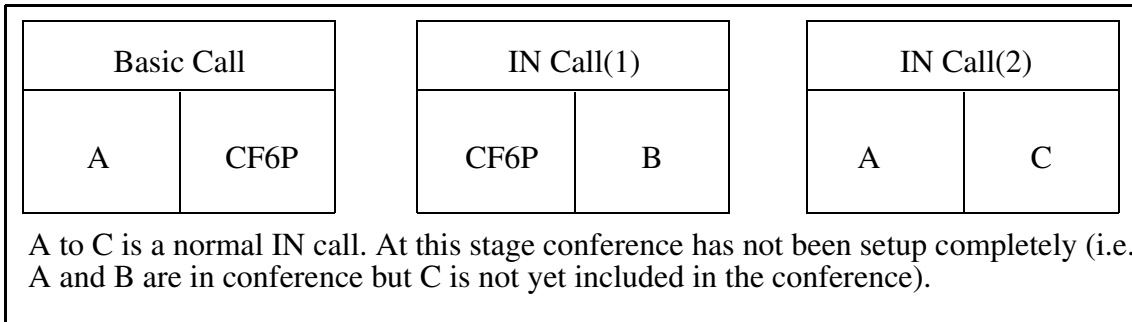 Basic Call IN Call(1) IN Call(2)
A CF6P CF6P B A C
A to C is a normal IN call. At this stage conference has not been setup completely (i.e.
A and B are in conference but C is not yet included in the conference).